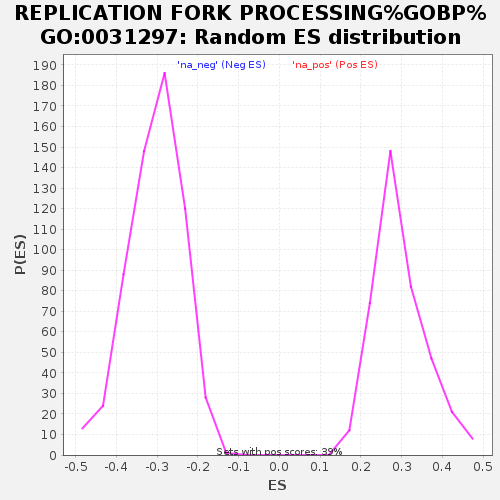 REPLICATION FORK PROCESSING%GOBP%
GO:0031297: Random ES distribution
'na_neg' (Neg ES) 'na_pos' (Pos ES)
190
180
170
160
150
140
130
120
110
100
90
80
70
60
50
40
30
20
10
0
P(ES)
Sets with pos scores: 39%
-0.5 -0.4 -0.3 -0.2 -0.1 0.0 0.1 0.2 0.3 0.4 0.5
ES